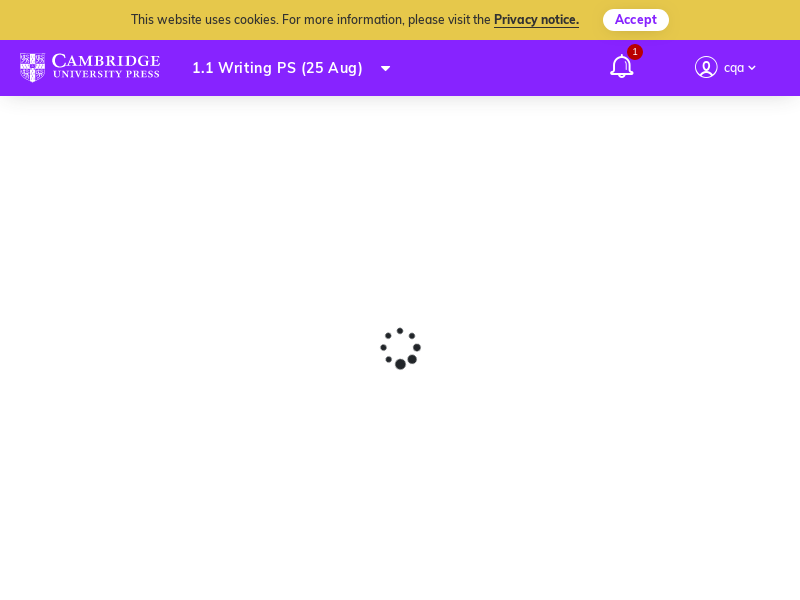 This website uses cookies. For more information, please visit the Privacy notice.
Accept
CAMBRIDGE
UNIVERSITY PRESS
1.1 Writing PS (25 Aug)
1
cqa